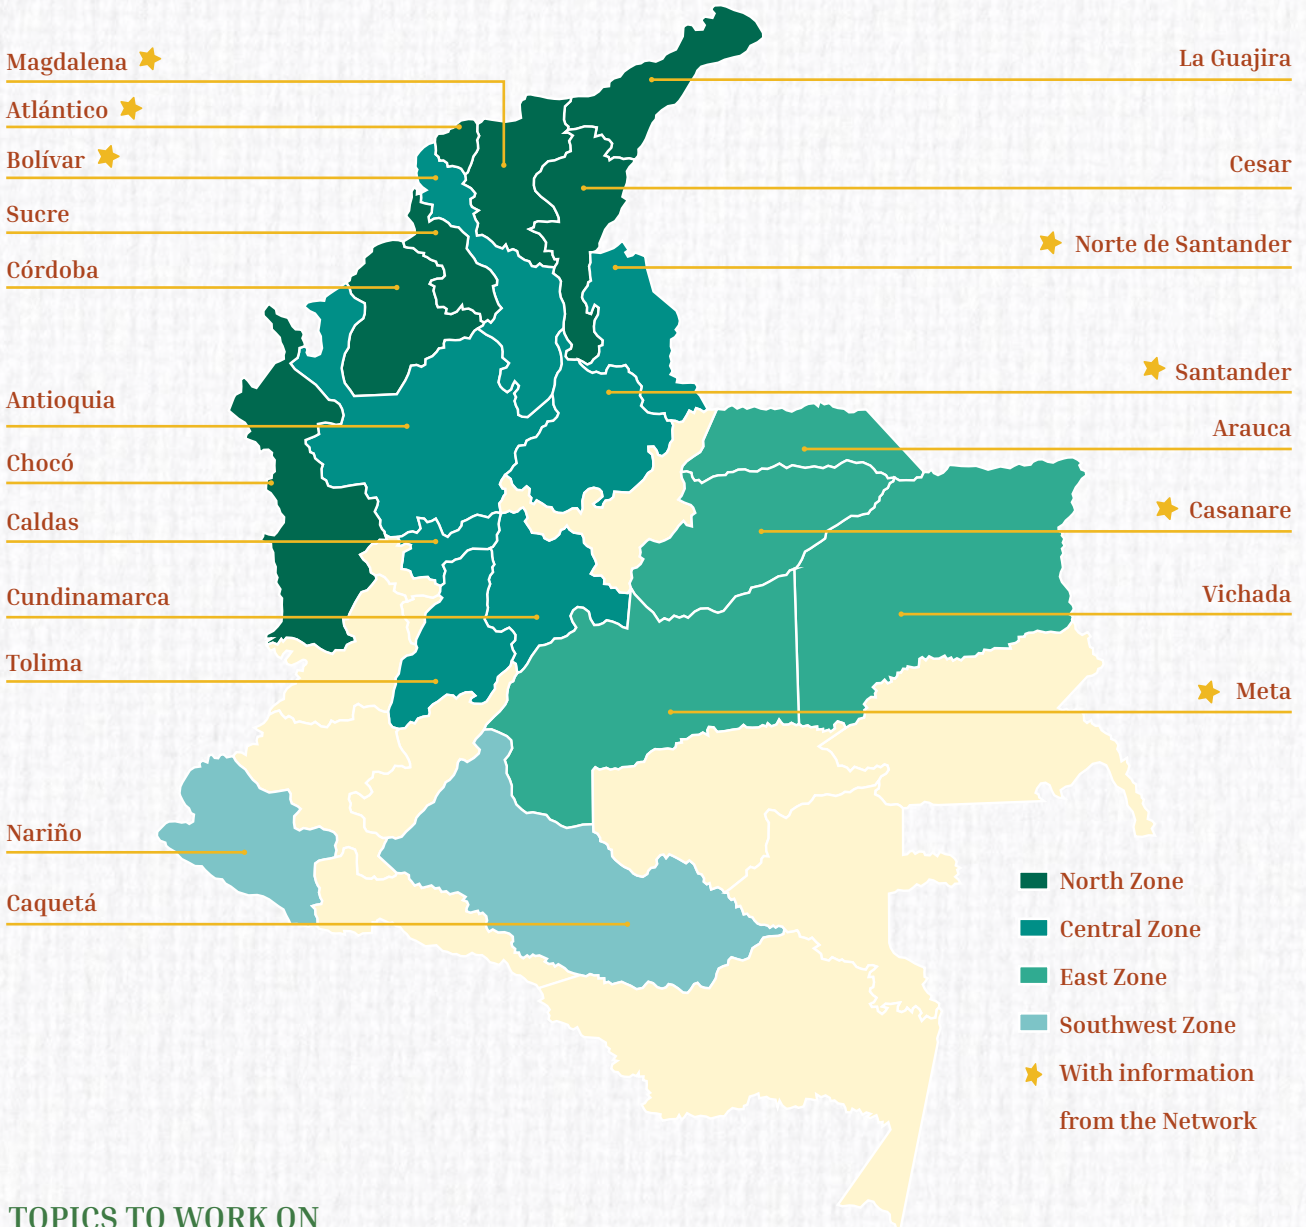 Magdalena
Atlántico
Bolívar
Sucre
Córdoba
Antioquia
Chocó
Caldas
Cundinamarca
Tolima
Nariño
Caquetá
La Guajira
Cesar
Norte de Santander
Santander
Arauca
Casanare
Vichada
Meta
North Zone
Central Zone
East Zone
Southwest Zone
With information
from the Network
TOPICS TO WORK ON